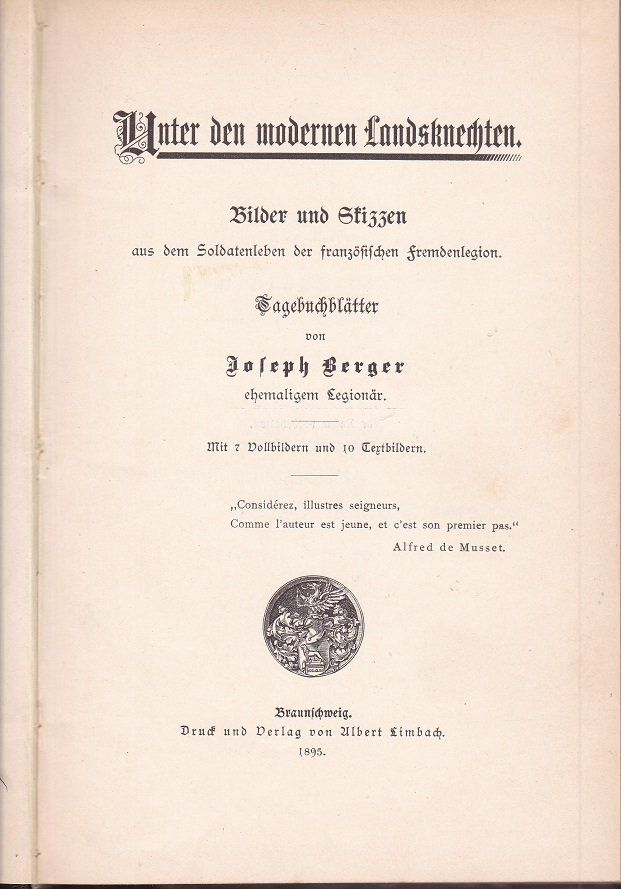 Unter den modernen Landsknechten.
Bilder und Skizzen
aus dem Soldatenleben der französischen Fremdenlegion.
Tagebuchblätter
von
Joseph Berger
ehemaligem Legionär.
Mit 7 Vollbildern und 10 Textbildern.
„Considérez, illustres seigneurs,
Comme l'auteur est jeune, et c'est son premier pas.“
Alfred de Musset.
Braunschweig.
Druck und Verlag von Albert Limbach.
1895.